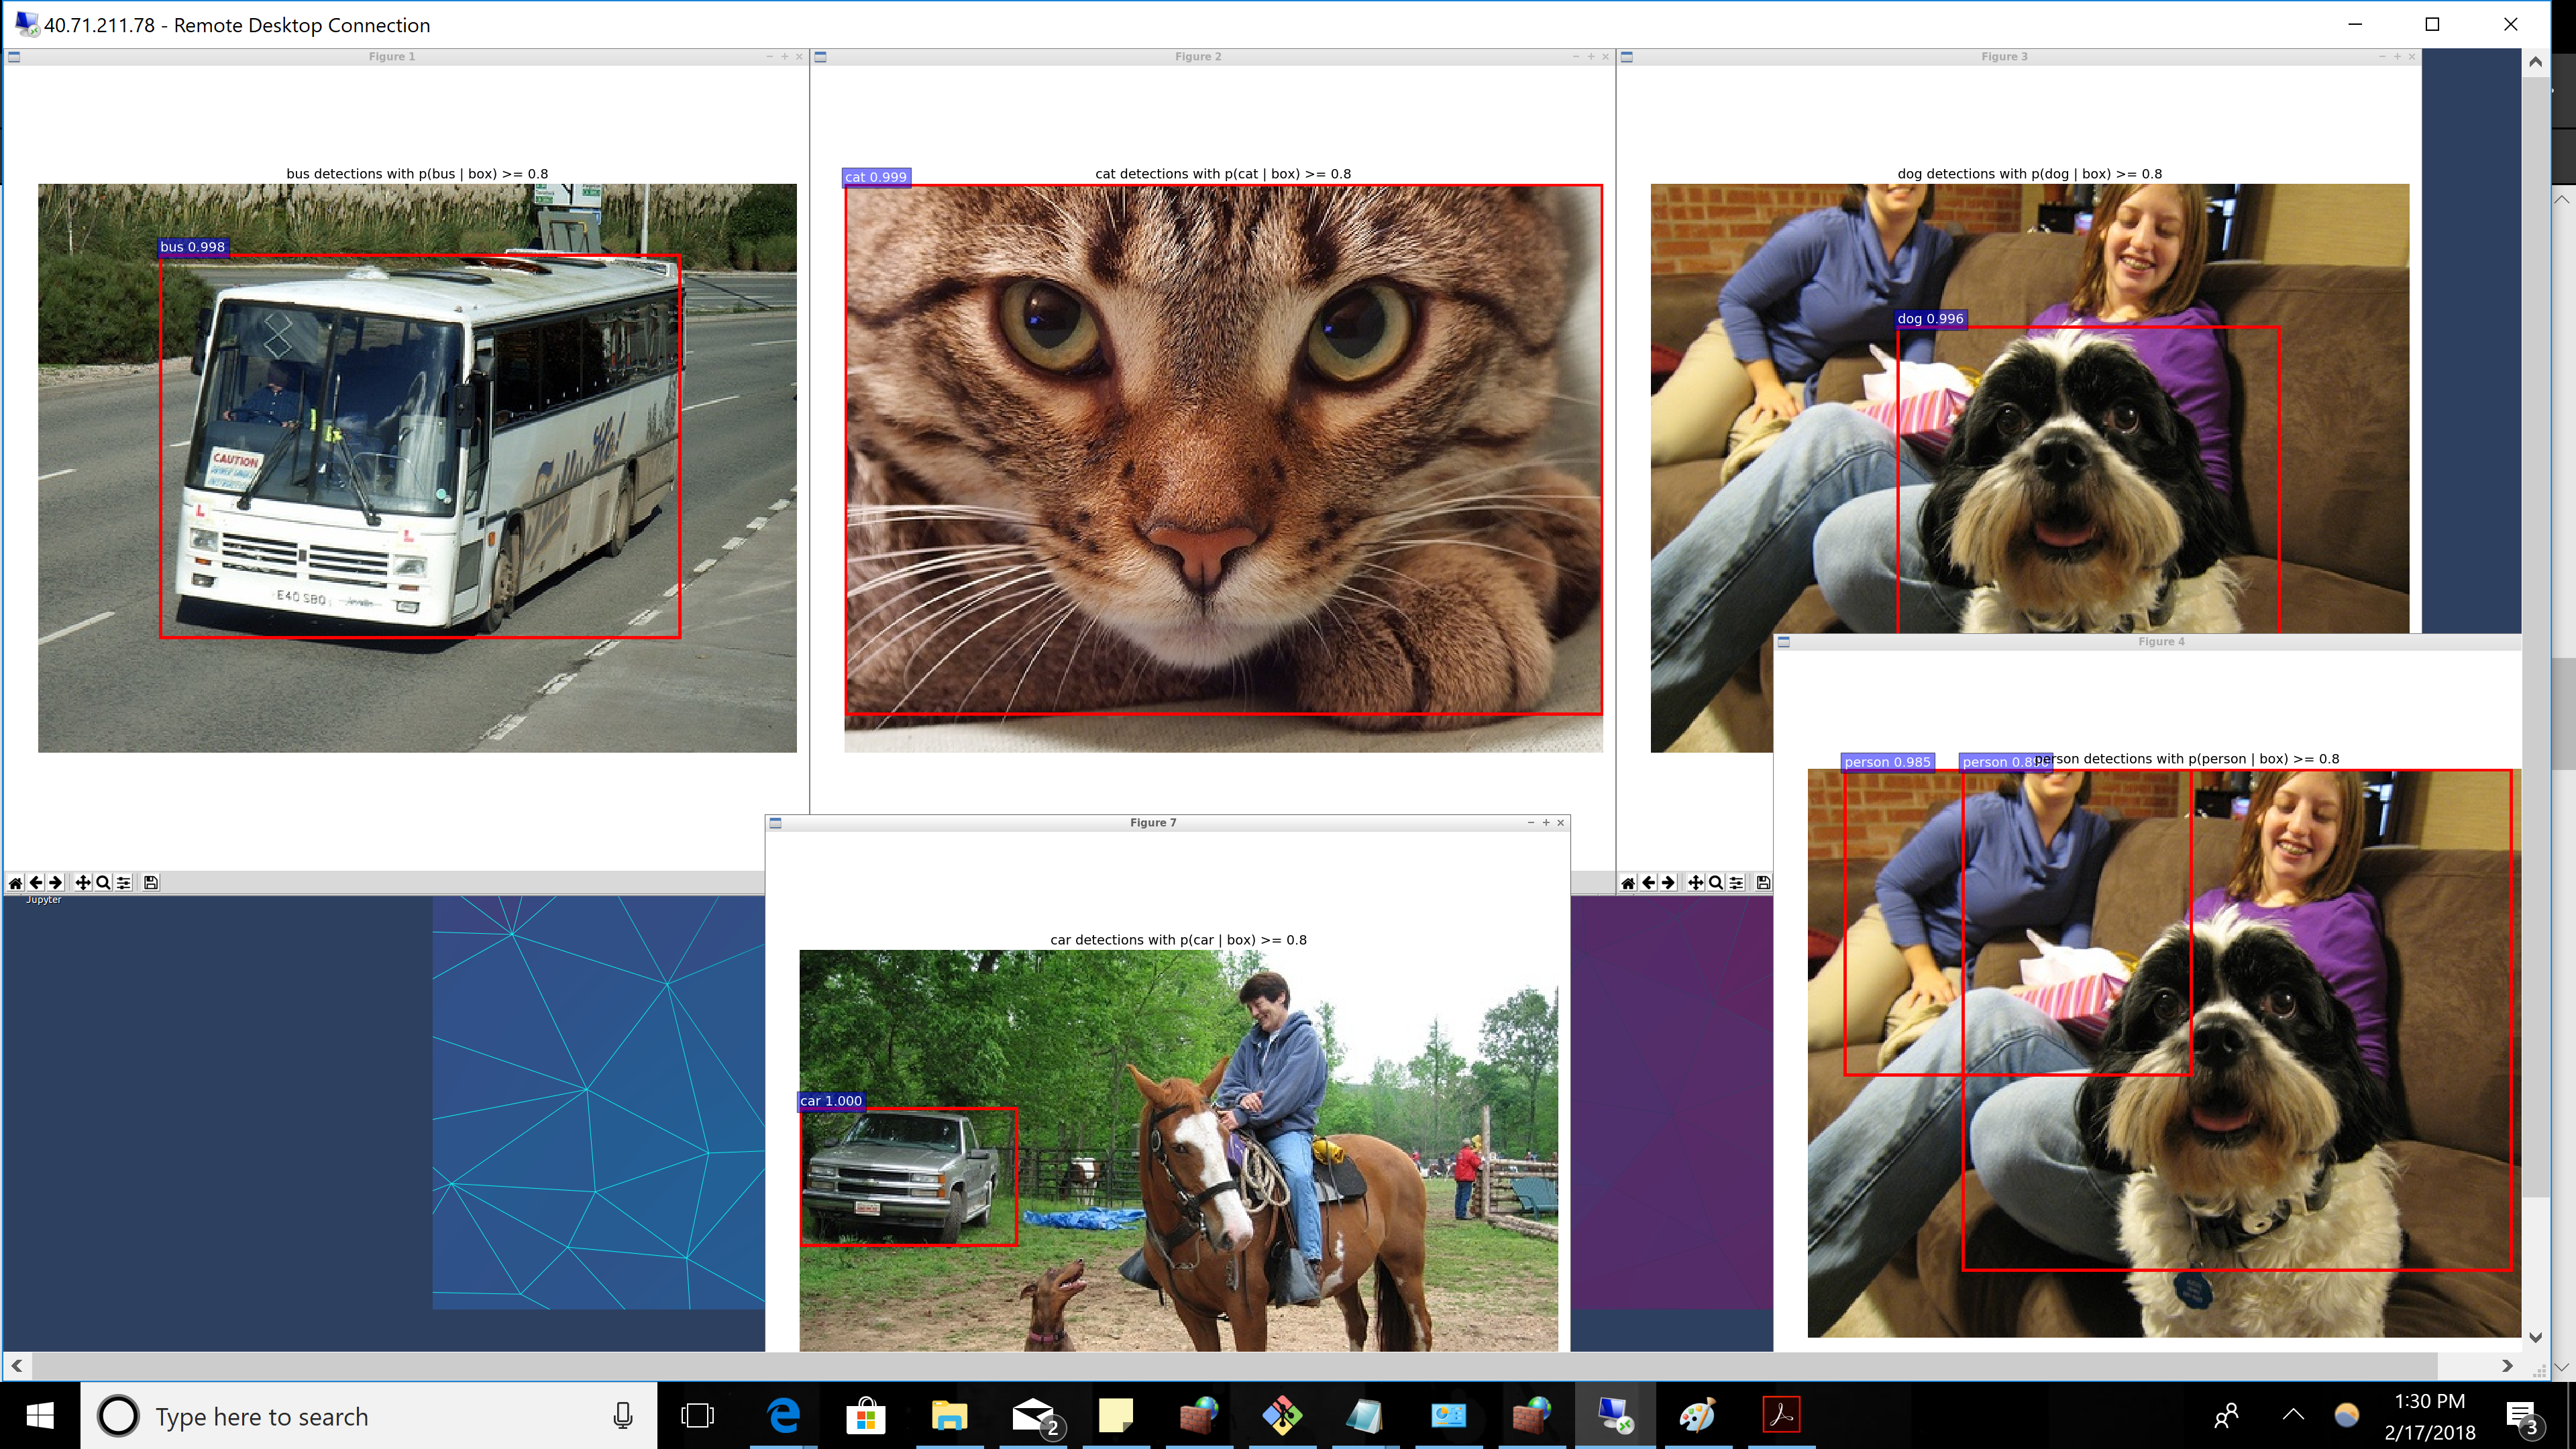 40.71.211.78 - Remote Desktop Connection
Figure 1
Figure 2
Figure 3
bus detections with p(bus | box) >= 0.8
bus 0.998
CAUTION
L
L
E40 SBO
cat detections with p(cat | box) >= 0.8
cat 0.999
dog detections with p(dog | box) >= 0.8
dog 0.996
Figure 4
person detections with p(person | box) >= 0.8
person 0.985
person
Figure 7
car detections with p(car | box) >= 0.8
car 1.000
Jupyter
Type here to search
2
1:30 PM
2/17/2018
3